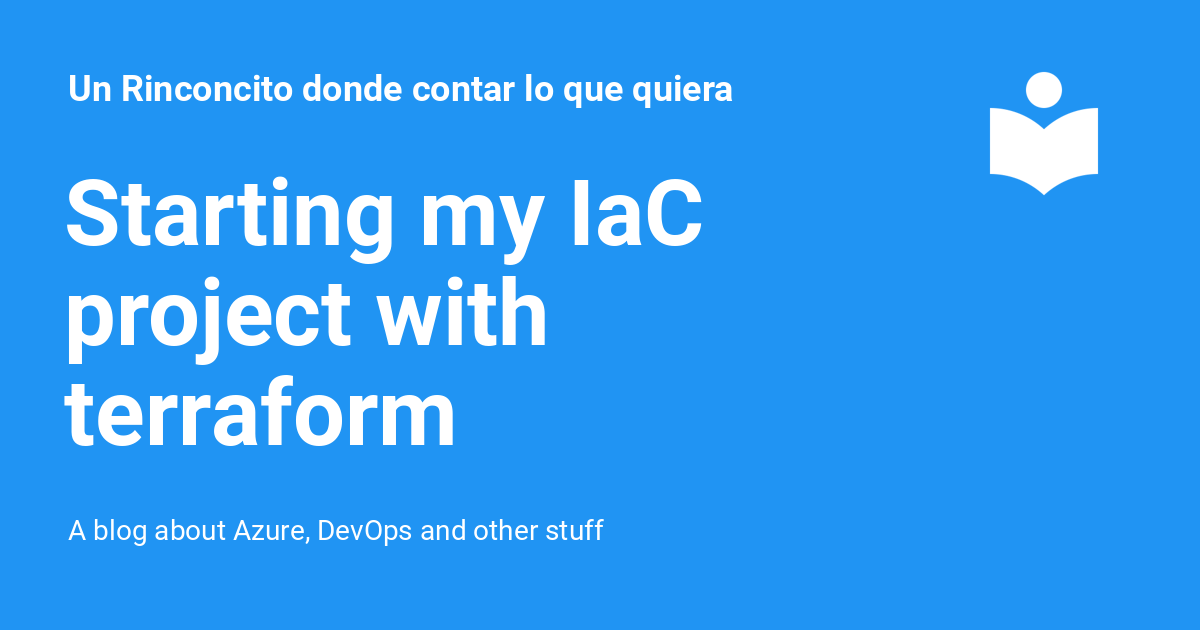 Un Rinconcito donde contar lo que quiera
Starting my IaC
project with
terraform
A blog about Azure, DevOps and other stuff